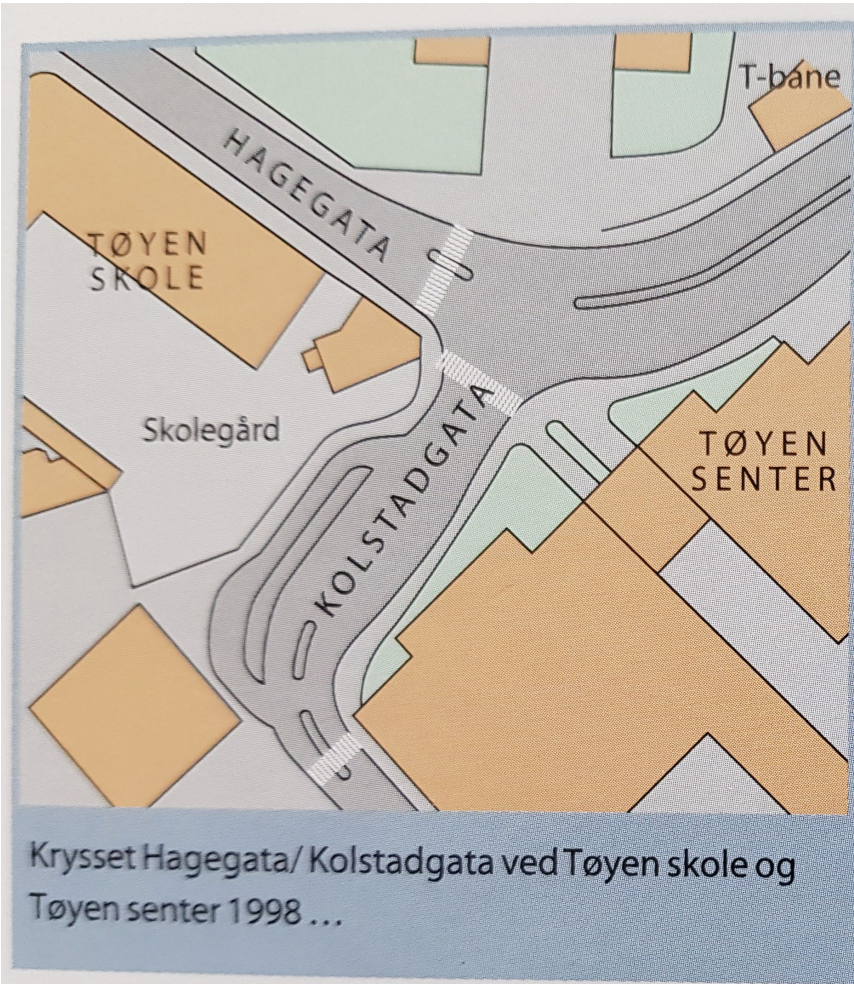 T-bane
HAGEGATA
TØYEN
SKOLE
Skolegård
KOLSTADGATA
TØYEN
SENTER
Krysset Hagegata/ Kolstadgata ved Tøyen skole og
Tøyen senter 1998 ...